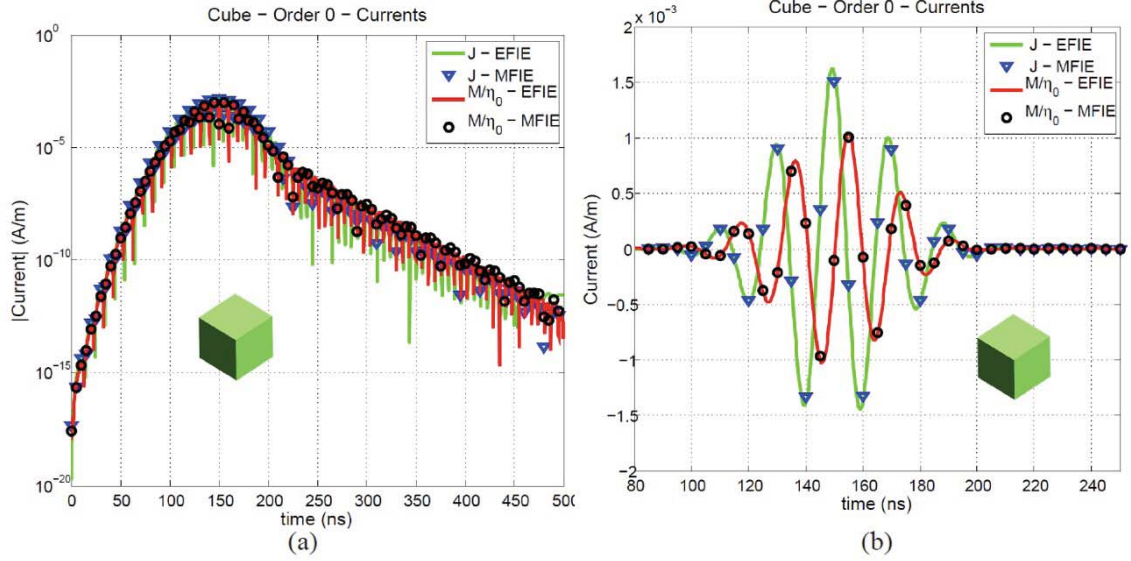 Cube − Order 0 − Currents
10⁰
10⁻⁵
10⁻¹⁰
10⁻¹⁵
10⁻²⁰
|Current| (A/m)
J − EFIE
J − MFIE
M/η₀ − EFIE
M/η₀ − MFIE
0 50 100 150 200 250 300 350 400 450 500
time (ns)
(a)
Cube − Order 0 − Currents
x 10⁻³
2
1.5
1
0.5
0
−0.5
−1
−1.5
−2
Current (A/m)
J − EFIE
J − MFIE
M/η₀ − EFIE
M/η₀ − MFIE
80 100 120 140 160 180 200 220 240
time (ns)
(b)